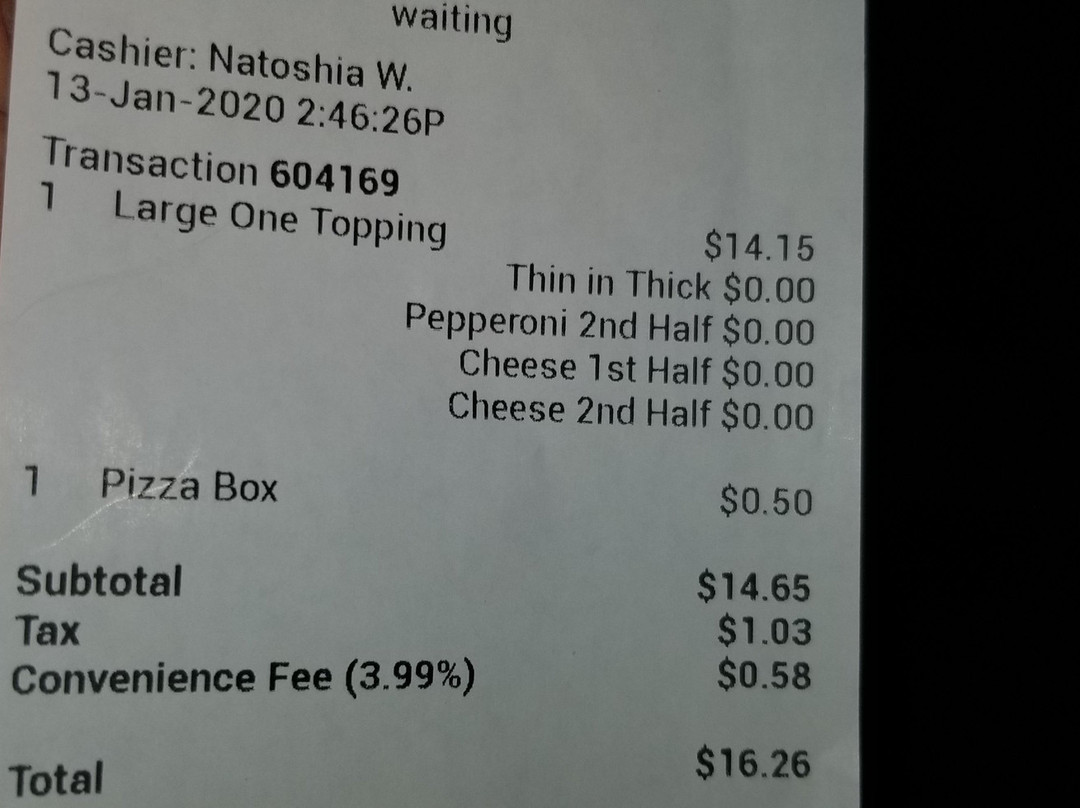 waiting
Cashier: Natoshia W.
13-Jan-2020 2:46:26P
Transaction 604169
1 Large One Topping $14.15
Thin in Thick $0.00
Pepperoni 2nd Half $0.00
Cheese 1st Half $0.00
Cheese 2nd Half $0.00
1 Pizza Box $0.50
Subtotal $14.65
Tax $1.03
Convenience Fee (3.99%) $0.58
Total $16.26